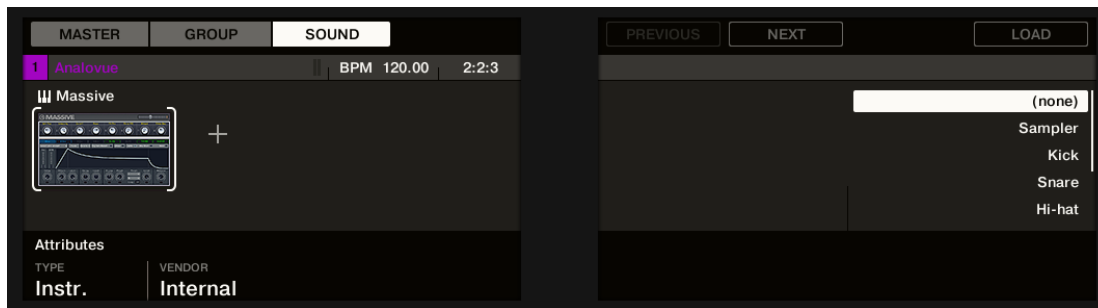 MASTER GROUP SOUND
PREVIOUS NEXT LOAD
1 Analovue BPM 120.00 2:2:3
Massive
MASSIVE
(none)
Sampler
Kick
Snare
Hi-hat
Attributes
TYPE VENDOR
Instr. Internal